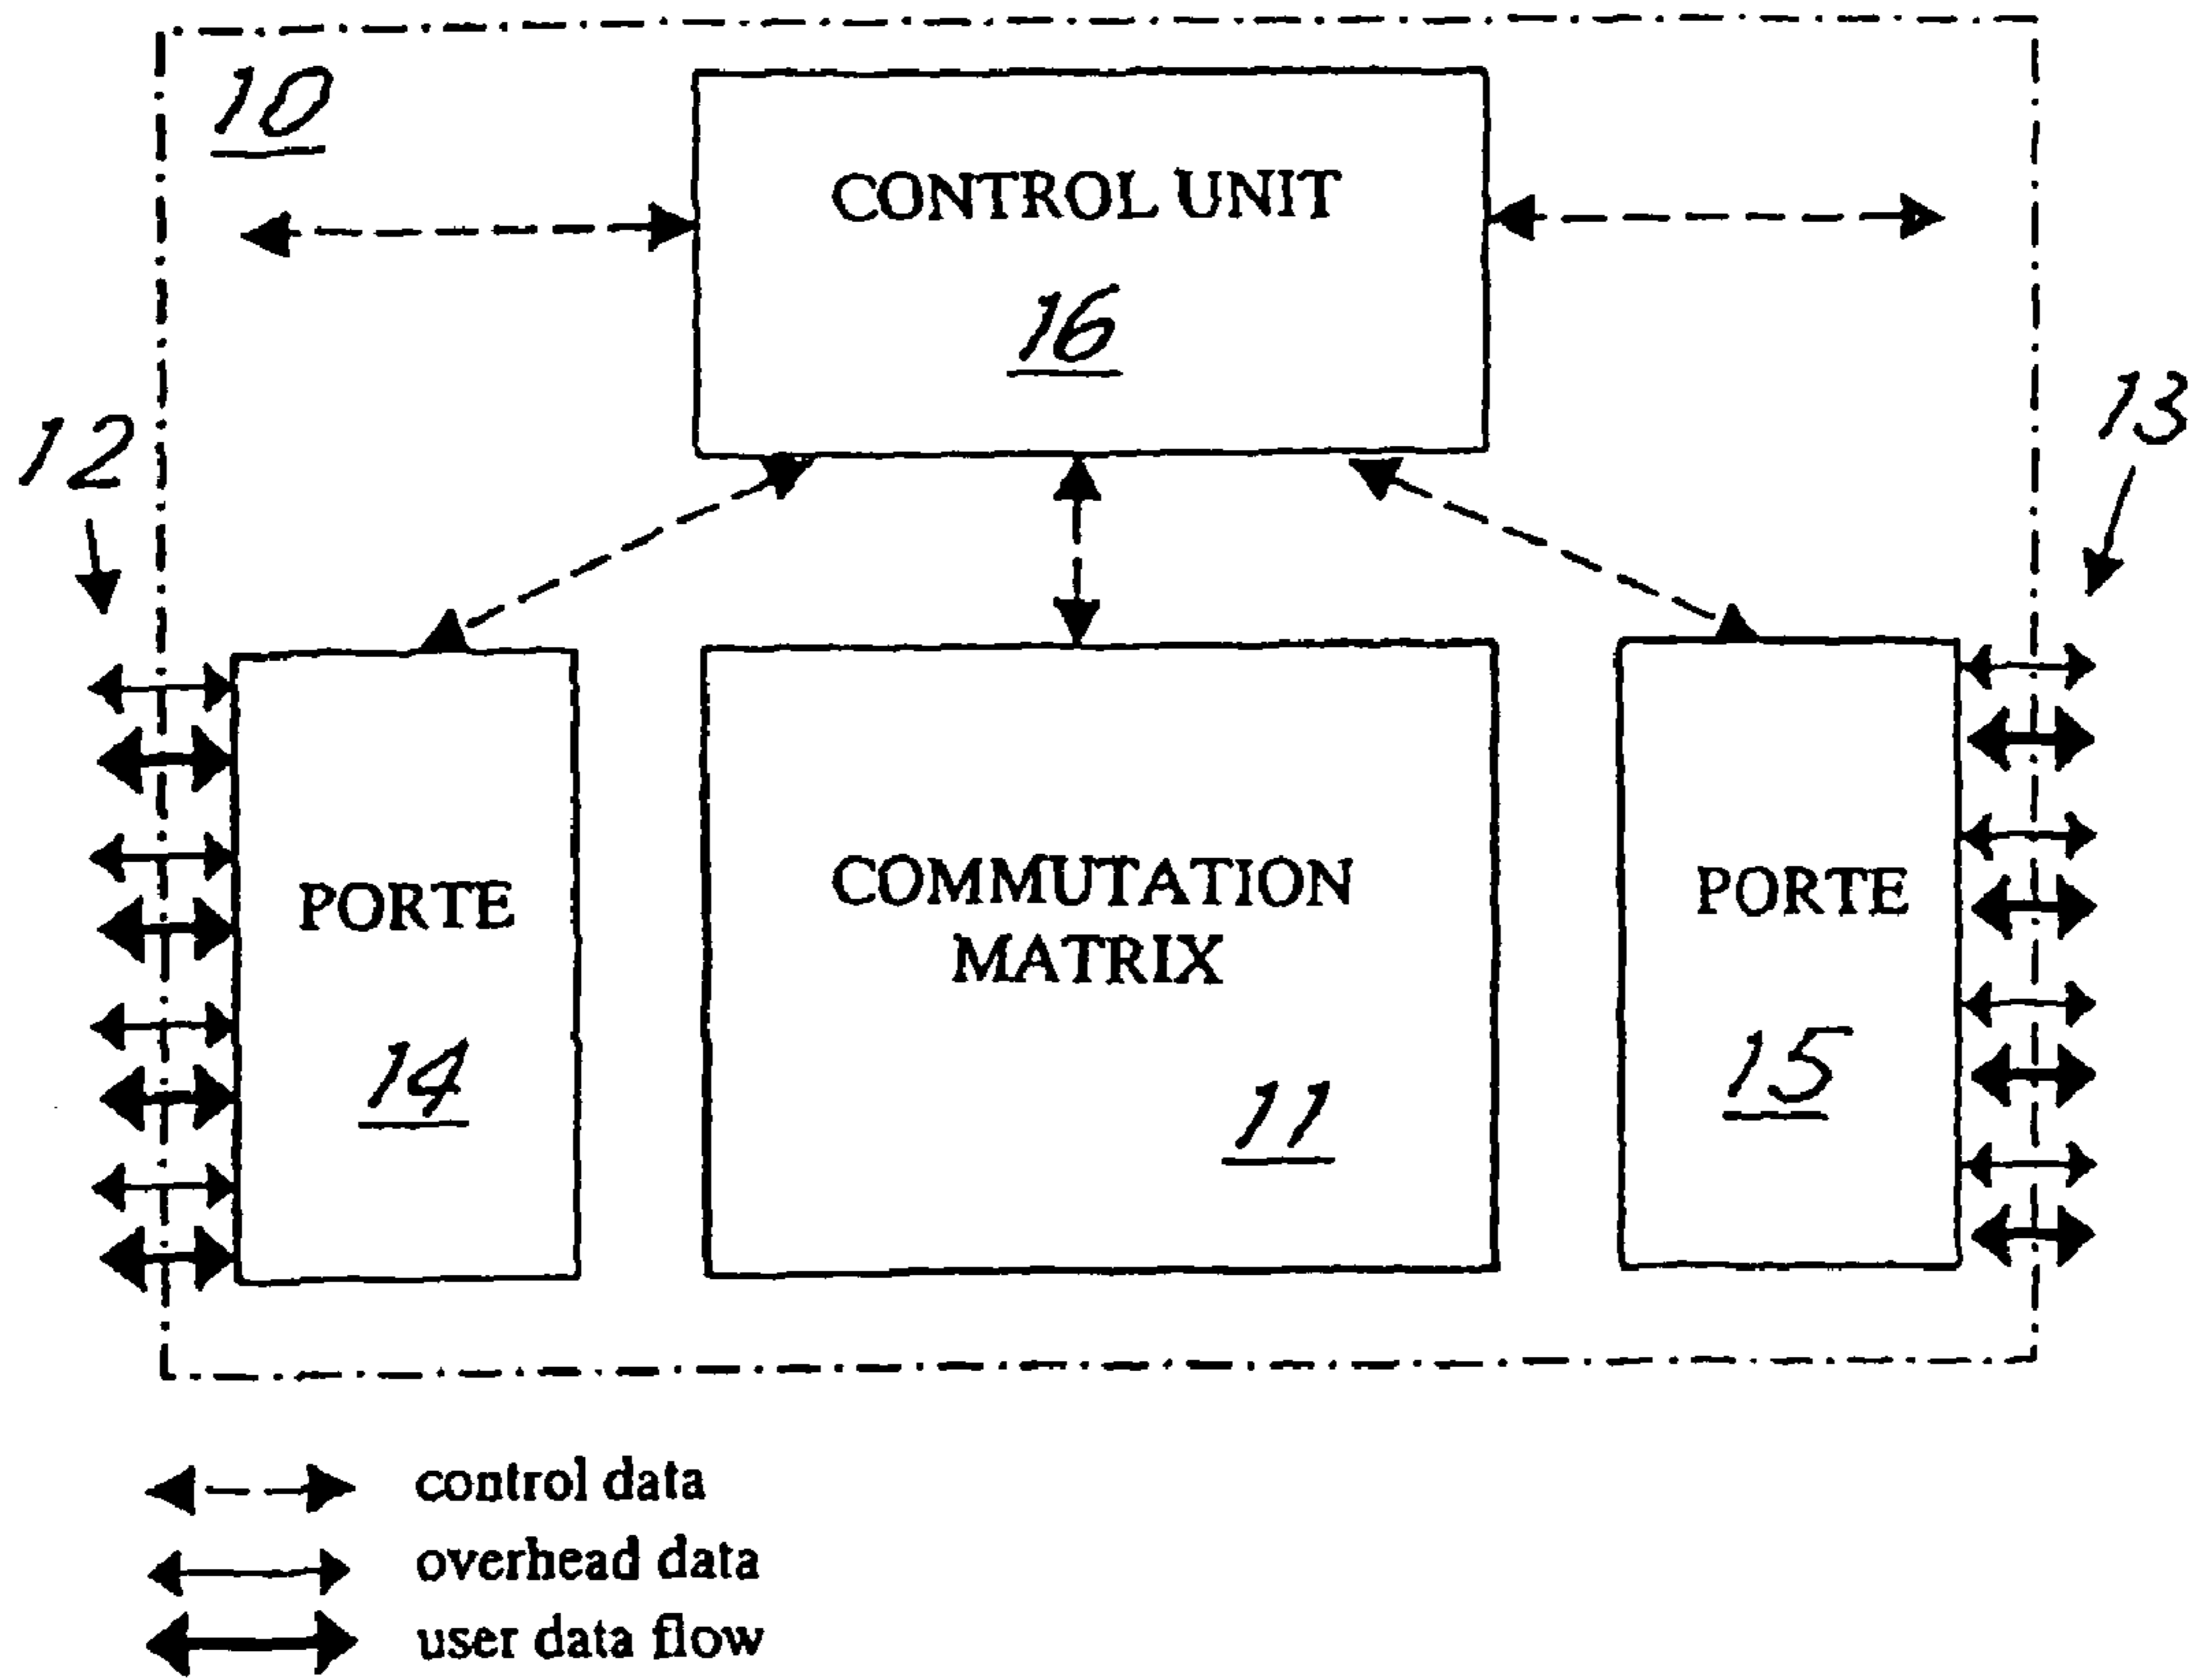 10
CONTROL UNIT
16
12
13
PORTE
14
COMMUTATION
MATRIX
11
PORTE
15
control data
overhead data
user data flow